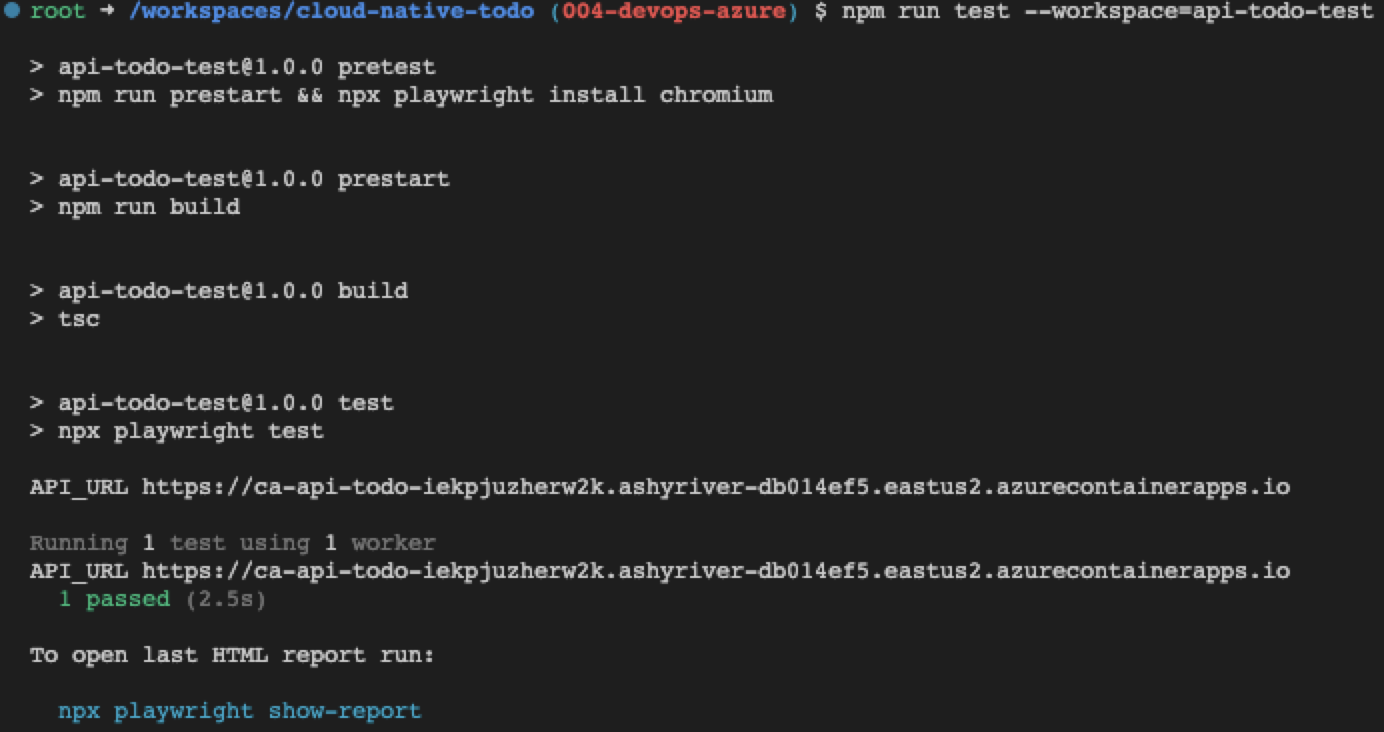 root → /workspaces/cloud-native-todo (004-devops-azure) $ npm run test --workspace=api-todo-test
> api-todo-test@1.0.0 pretest
> npm run prestart && npx playwright install chromium
> api-todo-test@1.0.0 prestart
> npm run build
> api-todo-test@1.0.0 build
> tsc
> api-todo-test@1.0.0 test
> npx playwright test
API_URL https://ca-api-todo-iekpjuzherw2k.ashyriver-db014ef5.eastus2.azurecontainerapps.io
Running 1 test using 1 worker
API_URL https://ca-api-todo-iekpjuzherw2k.ashyriver-db014ef5.eastus2.azurecontainerapps.io
1 passed (2.5s)
To open last HTML report run:
npx playwright show-report